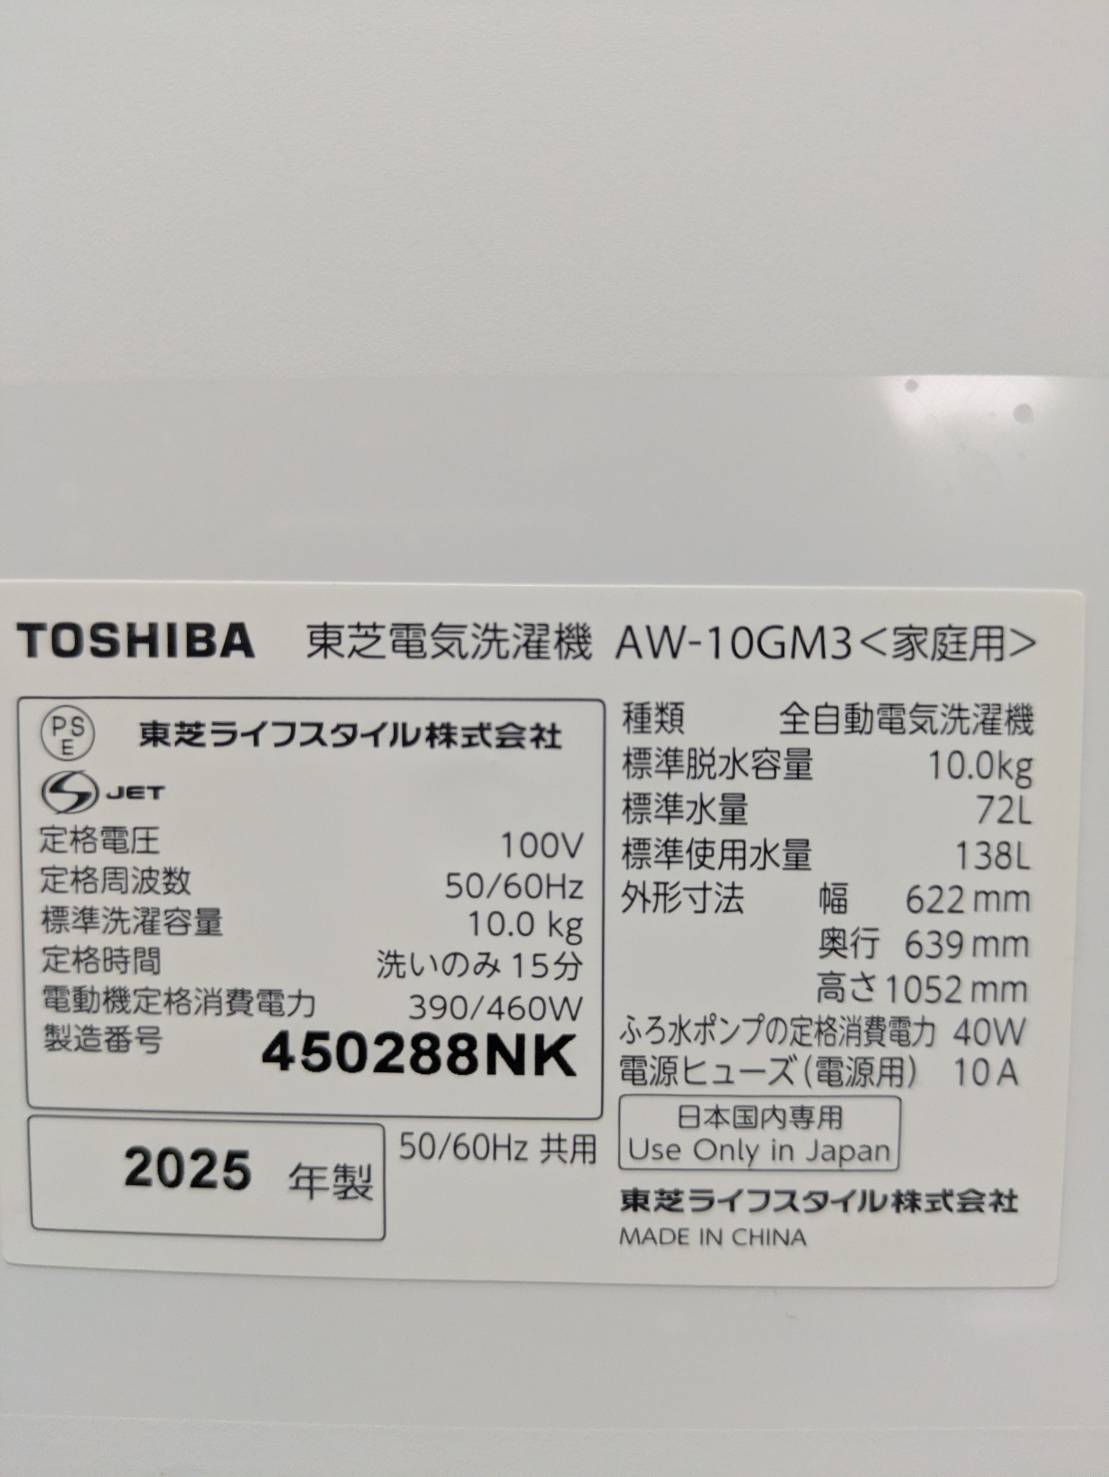 TOSHIBA 東芝電気洗濯機 AW-10GM3<家庭用>
PS
E
東芝ライフスタイル株式会社
S JET
定格電圧 100V
定格周波数 50/60Hz
標準洗濯容量 10.0 kg
定格時間 洗いのみ 15分
電動機定格消費電力 390/460W
製造番号 450288NK
2025 年製
50/60Hz 共用
種類 全自動電気洗濯機
標準脱水容量 10.0kg
標準水量 72L
標準使用水量 138L
外形寸法 幅 622 mm
奥行 639 mm
高さ 1052 mm
ふろ水ポンプの定格消費電力 40W
電源ヒューズ(電源用) 10 A
日本国内専用
Use Only in Japan
東芝ライフスタイル株式会社
MADE IN CHINA